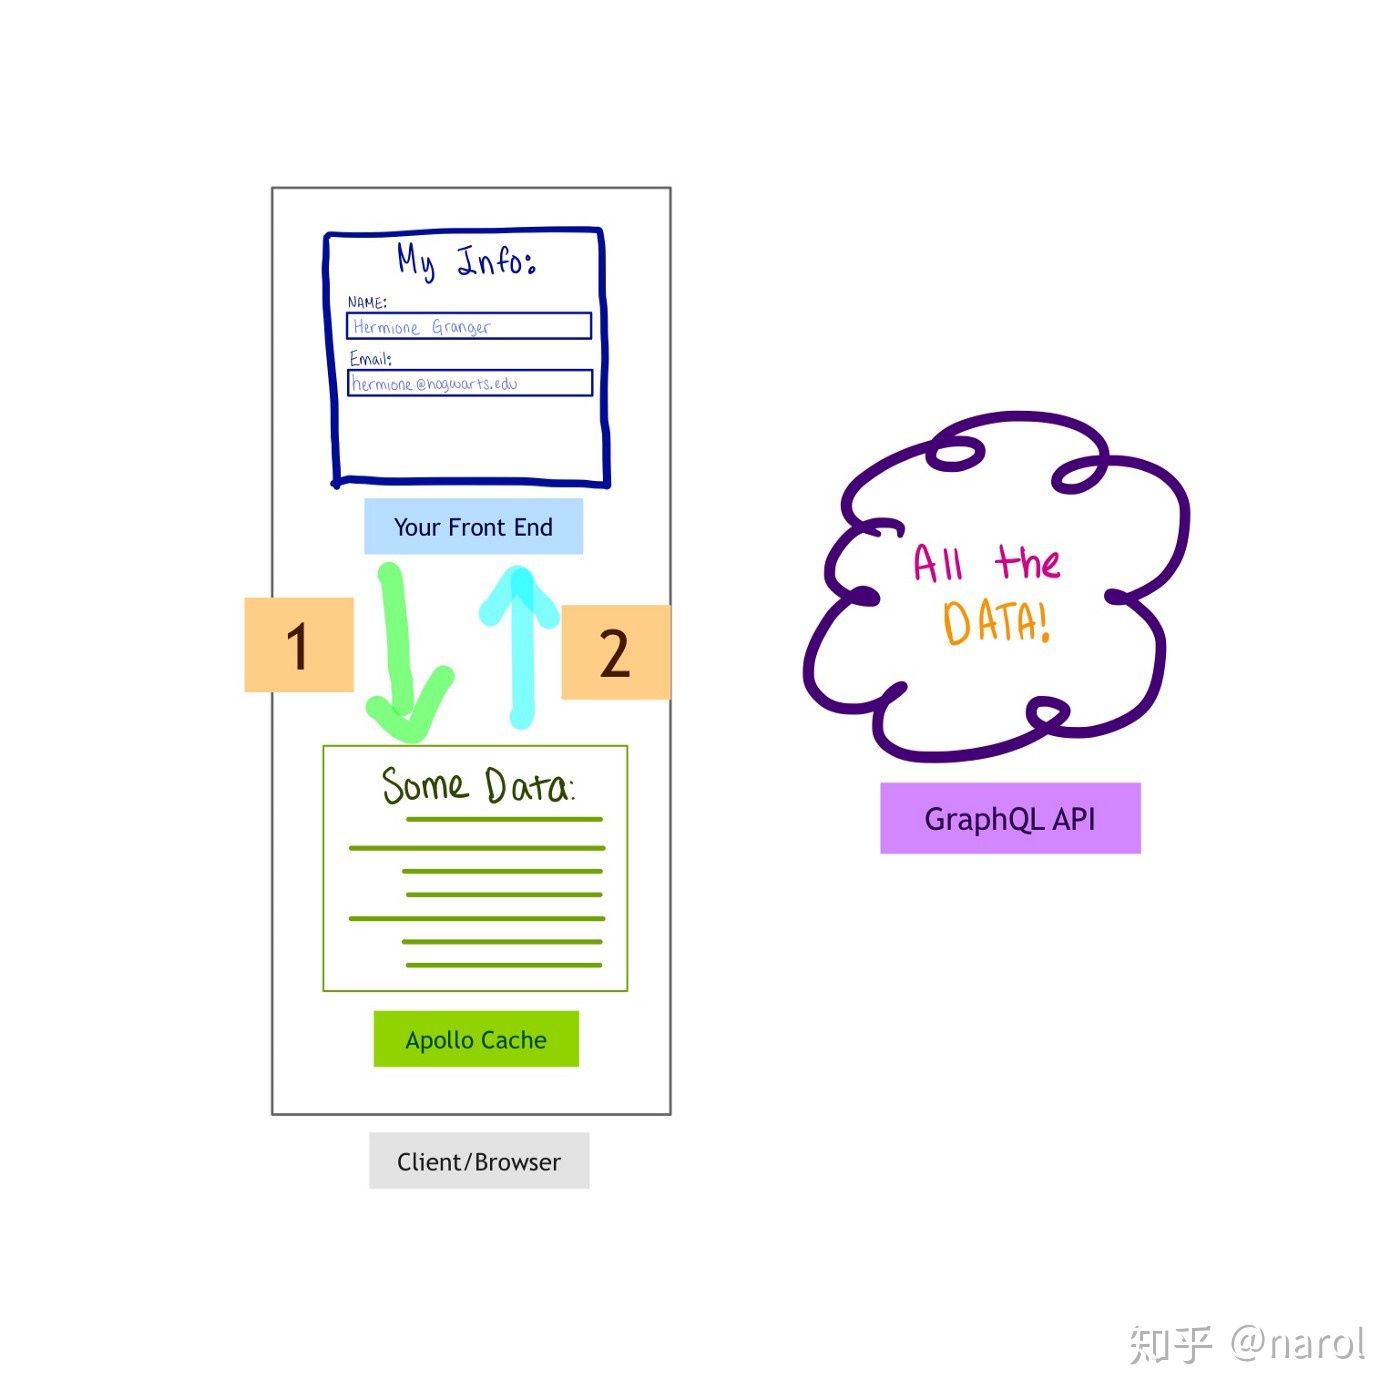 My Info:
NAME:
Hermione Granger
Email:
hermione@hogwarts.edu
Your Front End
1
2
Some Data:
Apollo Cache
Client/Browser
All the
DATA!
GraphQL API
知乎 @narol